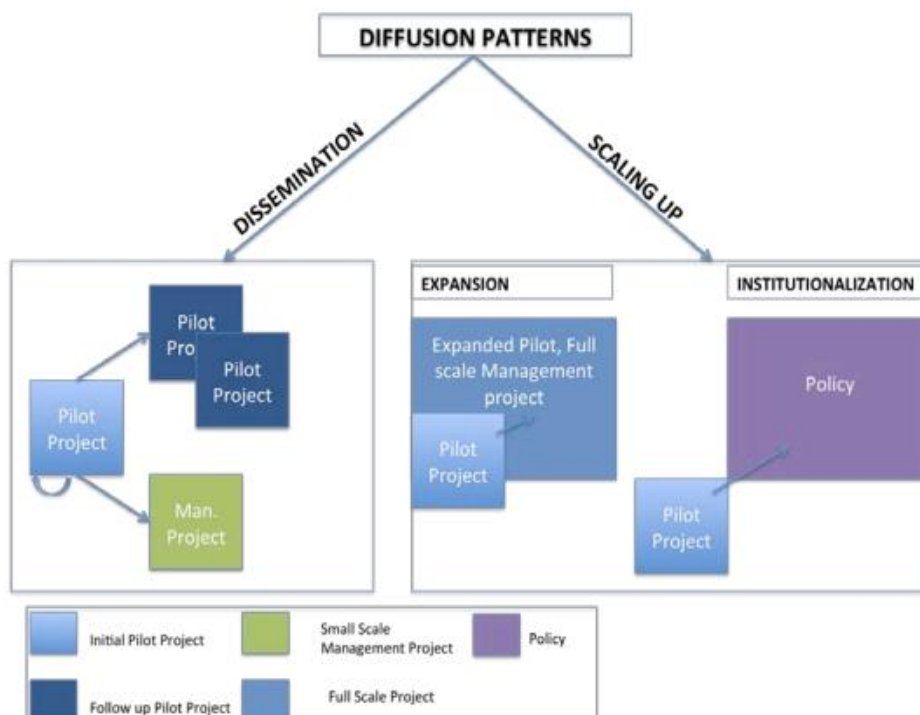 DIFFUSION PATTERNS
DISSEMINATION
SCALING UP
Pilot
Project
Pilot
Project
Pilot
Project
Man.
Project
EXPANSION
Expanded Pilot, Full
scale Management
project
Pilot
Project
INSTITUTIONALIZATION
Policy
Pilot
Project
Initial Pilot Project
Small Scale
Management Project
Policy
Follow up Pilot Project
Full Scale Project